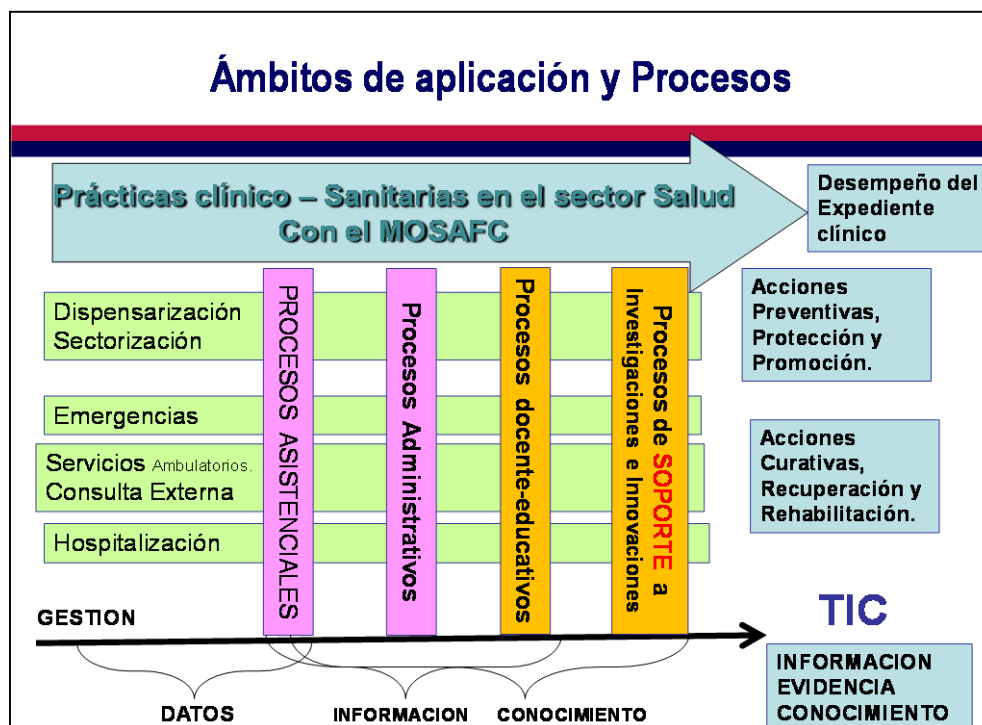 Ámbitos de aplicación y Procesos
Prácticas clínico – Sanitarias en el sector Salud
Con el MOSAFC
Desempeño del
Expediente
clínico
Dispensarización
Sectorización
Emergencias
Servicios Ambulatorios.
Consulta Externa
Hospitalización
PROCESOS ASISTENCIALES
Procesos Administrativos
Procesos docente-educativos
Procesos de SOPORTE a
Investigaciones e Innovaciones
Acciones
Preventivas,
Protección y
Promoción.
Acciones
Curativas,
Recuperación y
Rehabilitación.
GESTION
TIC
DATOS
INFORMACION
CONOCIMIENTO
INFORMACION
EVIDENCIA
CONOCIMIENTO